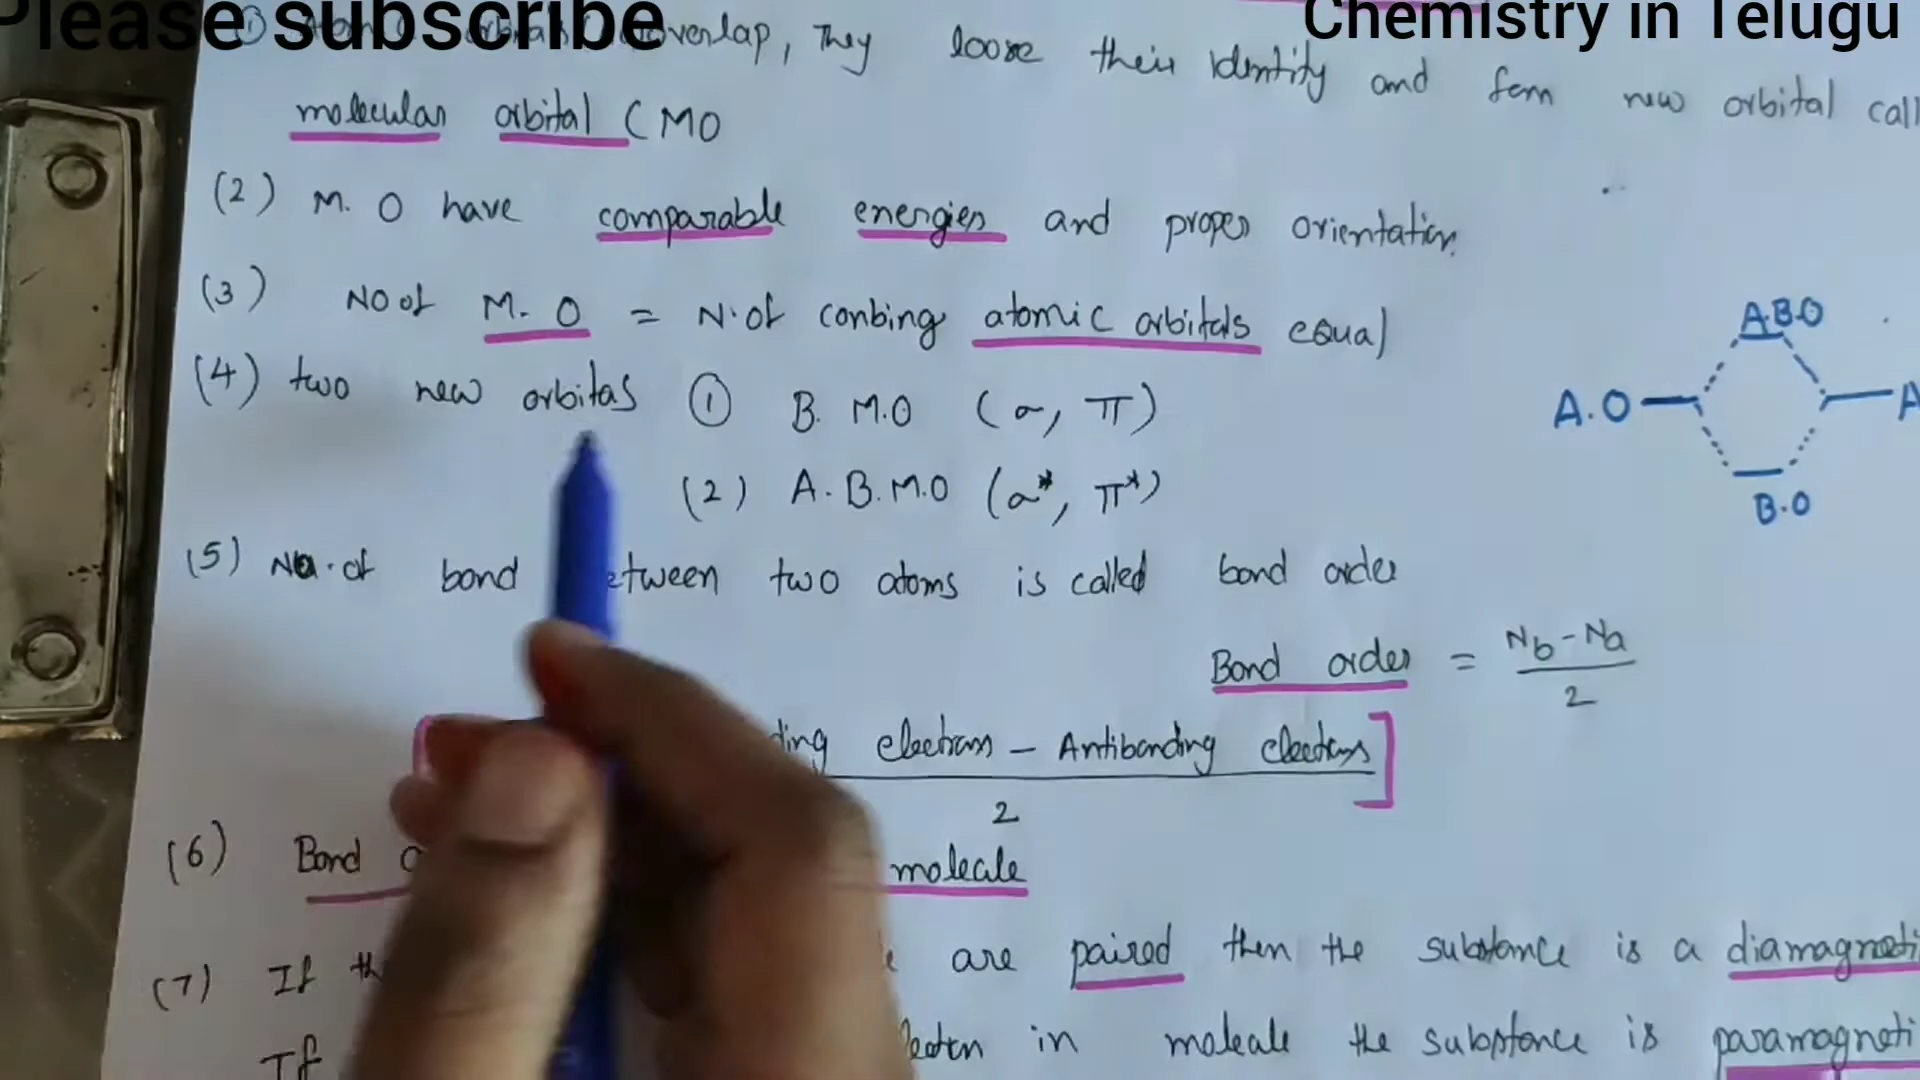 Please subscribe
Chemistry in Telugu
overlap, They loose their identity and form new orbital call
molecular orbital (MO
(2) M. O have comparable energies and proper orientation.
(3) No of M. O = N. of conbing atomic orbitals equal
(4) two new orbitas ① B. M.O (σ, π)
(2) A. B. M.O (σ*, π*)
A.B.O
A.O A
B.O
(5) No. of bond between two atoms is called bond order
Bond order = Nb - Na / 2
ding electrons - Antibonding electrons]
2
(6) Bond molecule
(7) If th are paired then the substance is a diamagneti
If in molecule the substance is paramagneti